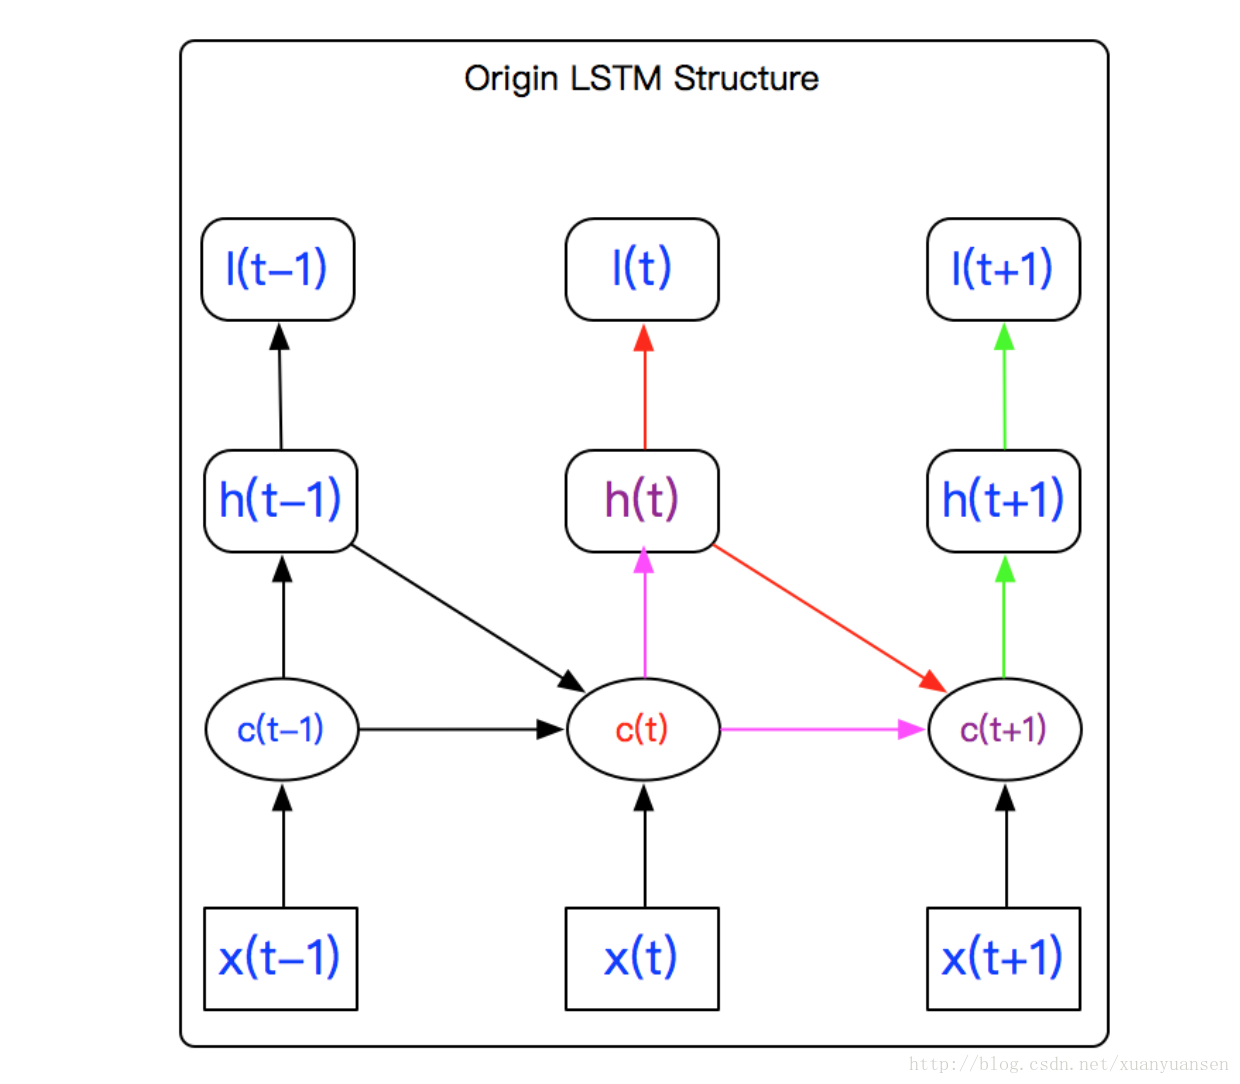 Origin LSTM Structure
l(t-1) l(t) l(t+1)
h(t-1) h(t) h(t+1)
c(t-1) c(t) c(t+1)
x(t-1) x(t) x(t+1)
http://blog.csdn.net/xuanyuansen